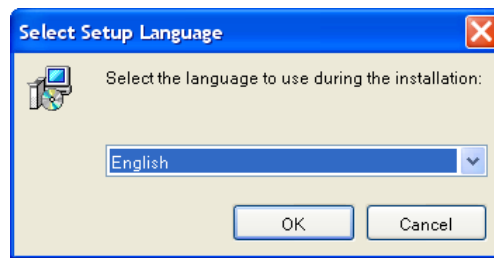 Select Setup Language
Select the language to use during the installation:
English
OK
Cancel